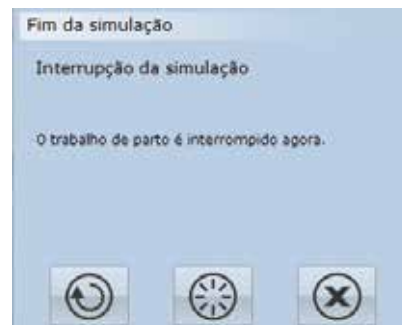 Fim da simulação
Interrupção da simulação
O trabalho de parto é interrompido agora.